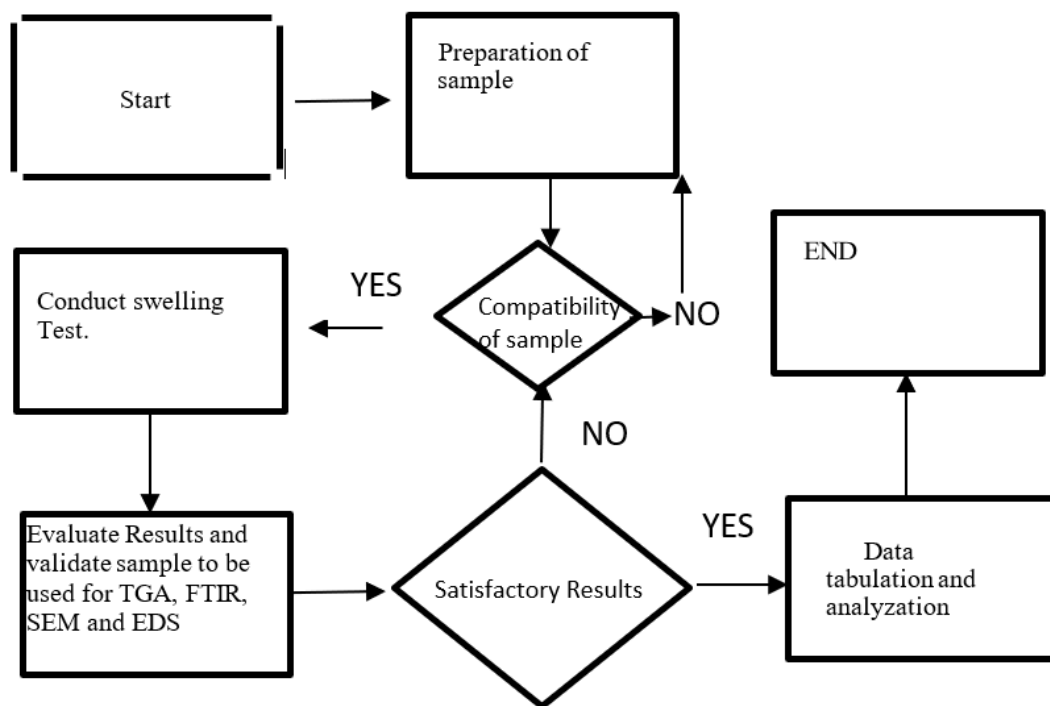 Start
Preparation of
sample
Compatibility
of sample
NO
YES
Conduct swelling
Test.
Evaluate Results and
validate sample to be
used for TGA, FTIR,
SEM and EDS
Satisfactory Results
NO
YES
Data
tabulation and
analyzation
END